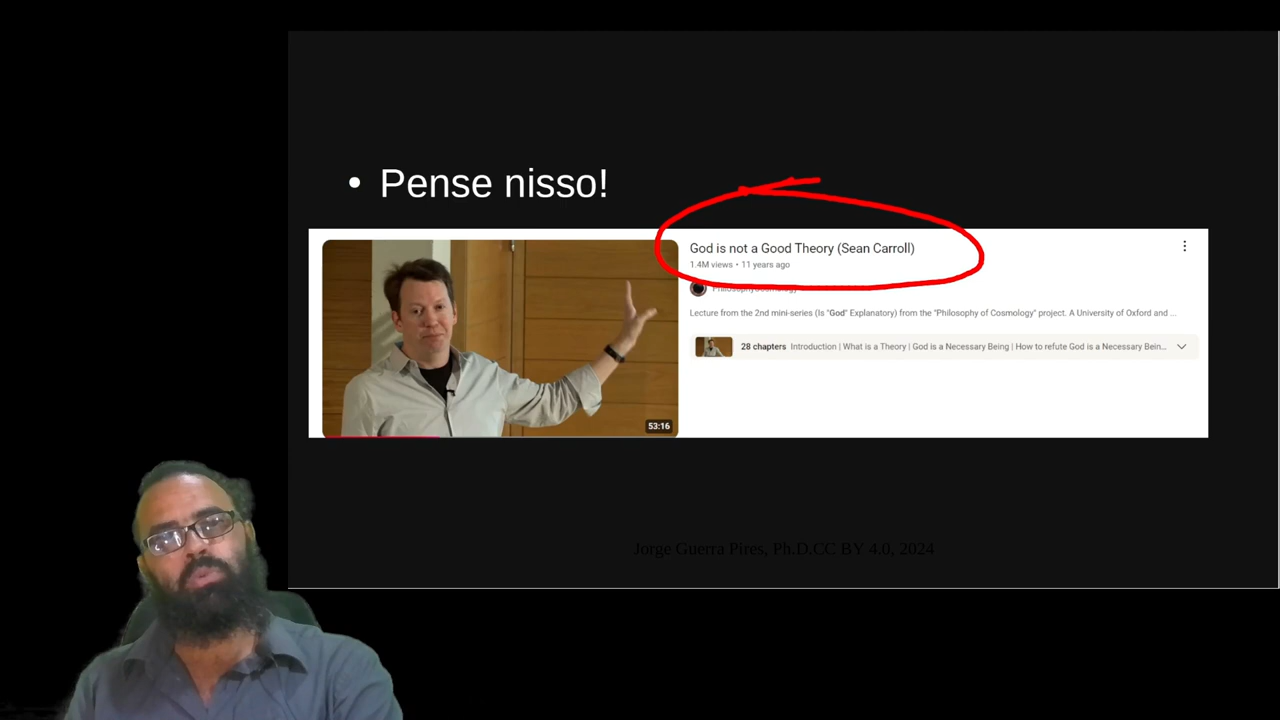 • Pense nisso!
God is not a Good Theory (Sean Carroll)
1.4M views • 11 years ago
Lecture from the 2nd mini-series (Is "God" Explanatory) from the "Philosophy of Cosmology" project. A University of Oxford and ...
28 chapters Introduction | What is a Theory | God is a Necessary Being | How to refute God is a Necessary Bein...
53:16
Jorge Guerra Pires, Ph.D.CC BY 4.0, 2024